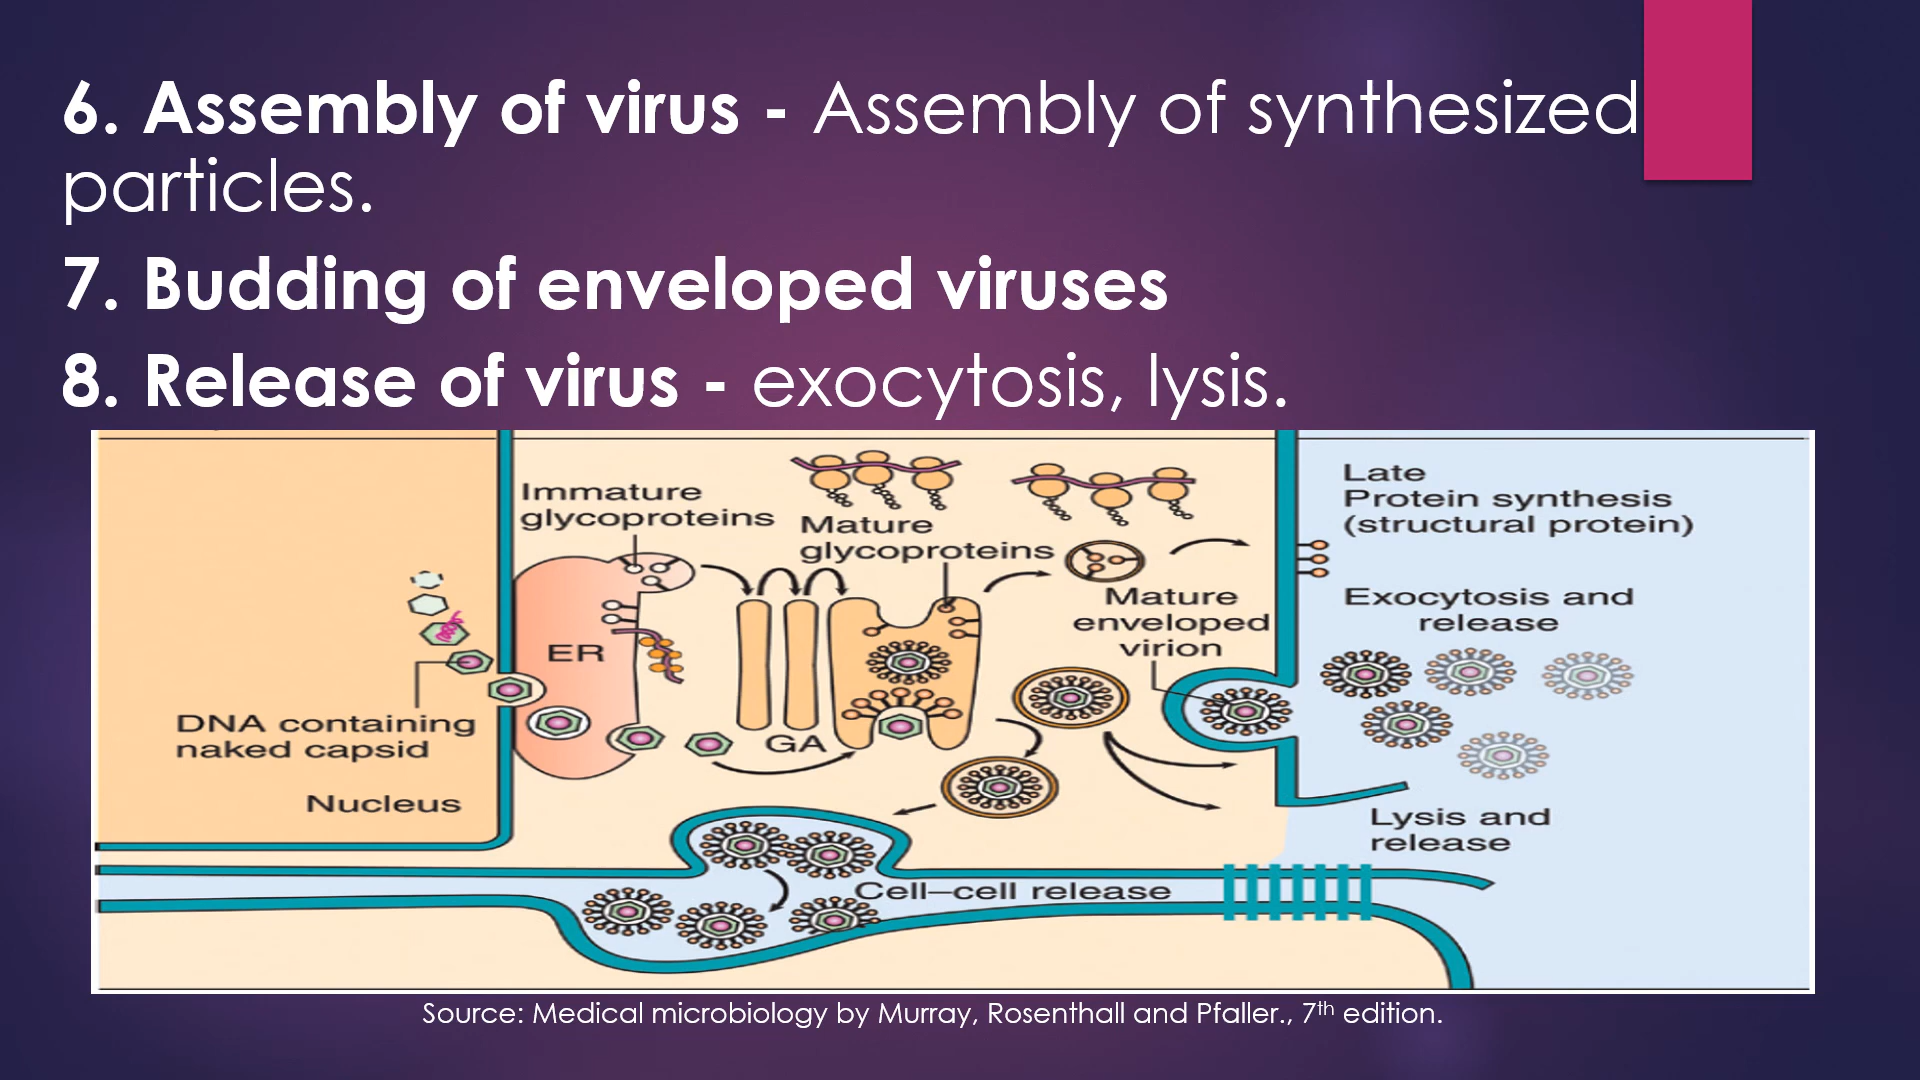 6. Assembly of virus - Assembly of synthesized
particles.
7. Budding of enveloped viruses
8. Release of virus - exocytosis, lysis.
Immature
glycoproteins
Mature
glycoproteins
Late
Protein synthesis
(structural protein)
Mature
enveloped
virion
Exocytosis and
release
ER
DNA containing
naked capsid
GA
Nucleus
Lysis and
release
Cell–cell release
Source: Medical microbiology by Murray, Rosenthall and Pfaller., 7th edition.